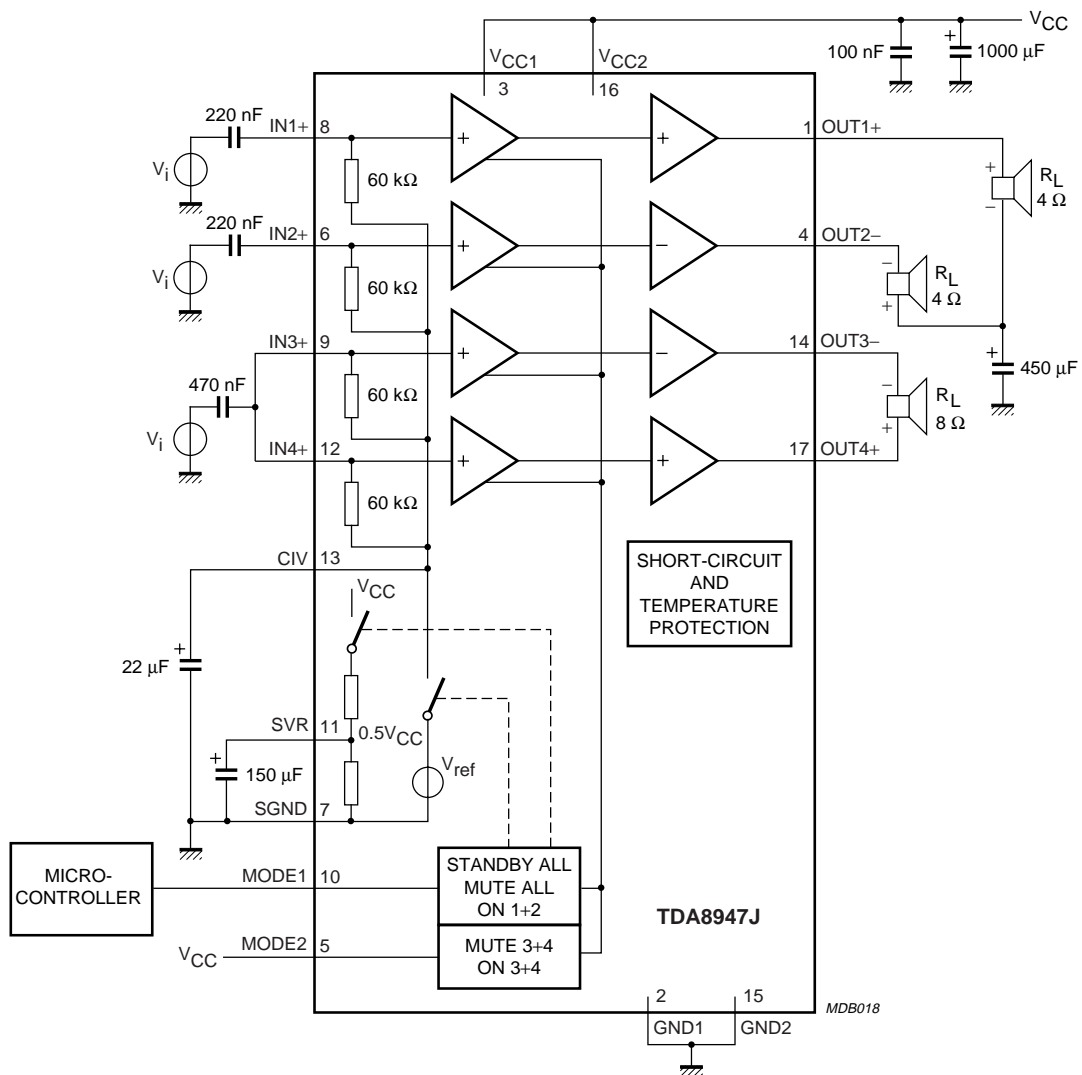 VCC
100 nF
1000 μF
VCC1
VCC2
3
16
220 nF
IN1+
8
1
OUT1+
Vi
60 kΩ
RL
4 Ω
220 nF
IN2+
6
4
OUT2−
Vi
60 kΩ
RL
4 Ω
IN3+
9
14
OUT3−
470 nF
450 μF
Vi
60 kΩ
RL
8 Ω
IN4+
12
17
OUT4+
60 kΩ
CIV
13
SHORT-CIRCUIT
AND
TEMPERATURE
PROTECTION
VCC
22 μF
SVR
11
0.5VCC
150 μF
Vref
SGND
7
MICRO-
CONTROLLER
MODE1
10
STANDBY ALL
MUTE ALL
ON 1+2
TDA8947J
VCC
MODE2
5
MUTE 3+4
ON 3+4
2
15
GND1
GND2
MDB018